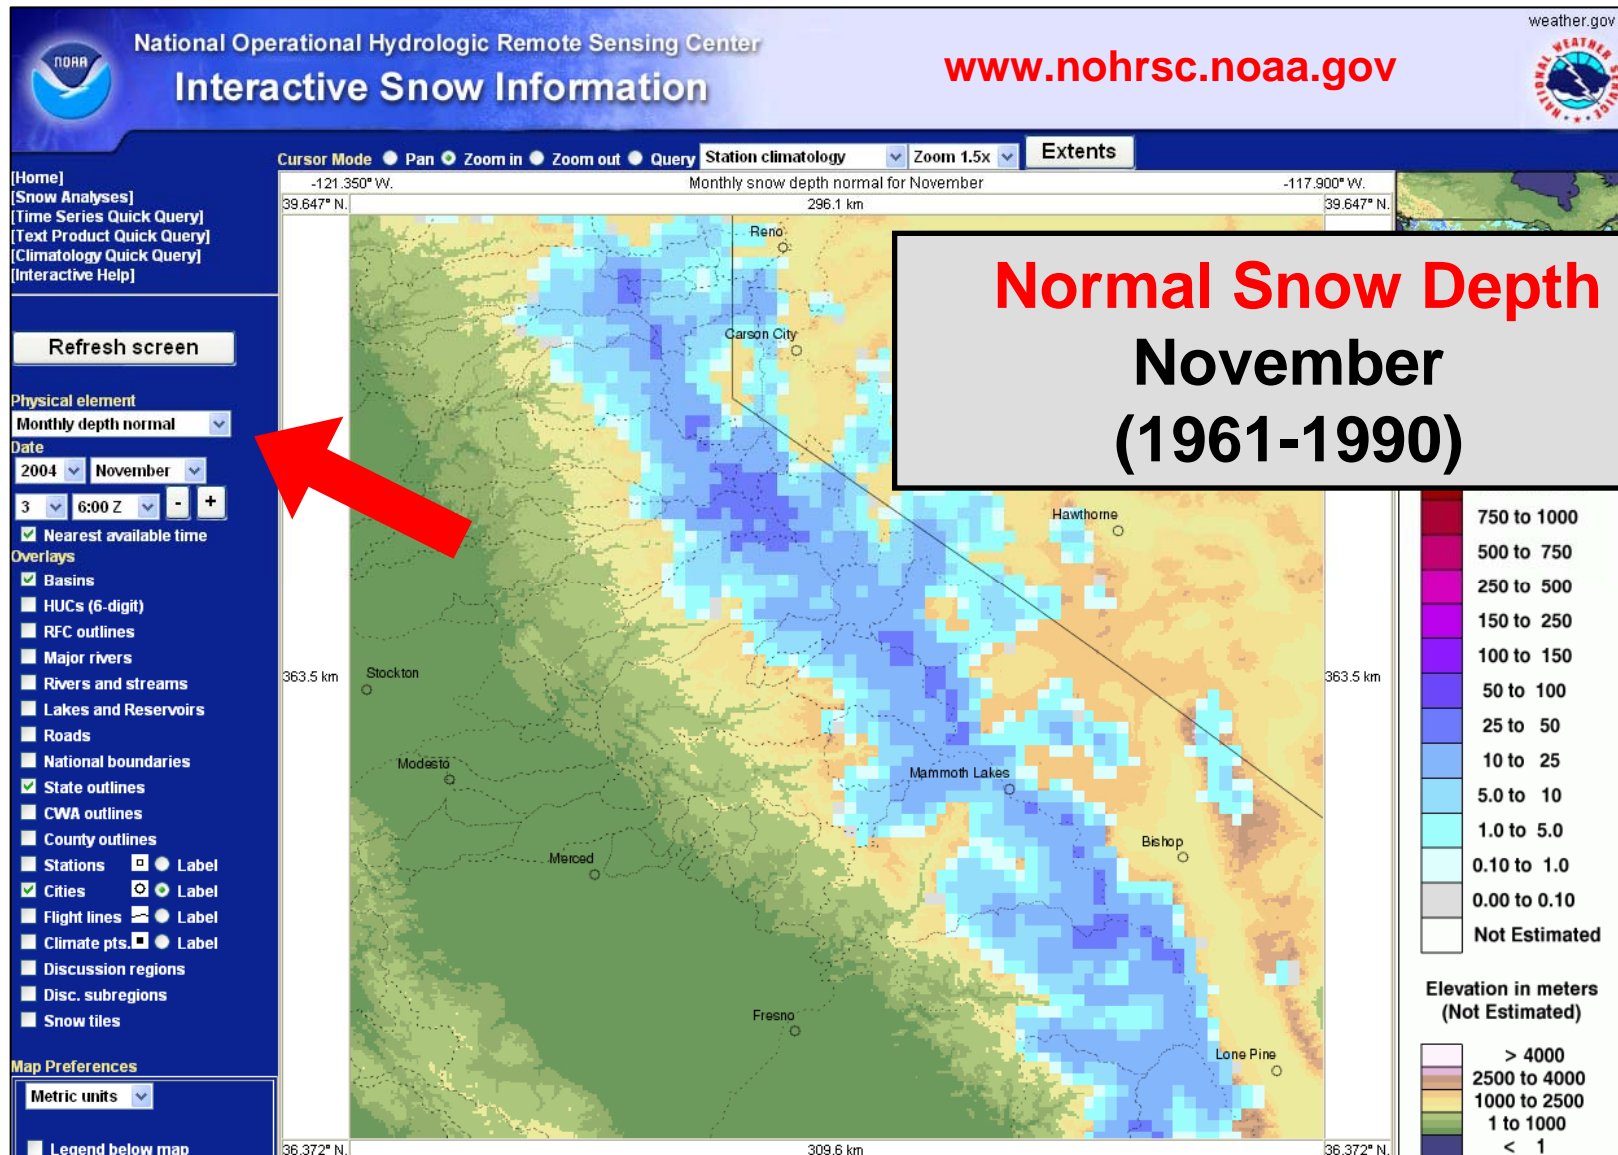 weather.gov
NOAA
National Operational Hydrologic Remote Sensing Center
Interactive Snow Information
www.nohrsc.noaa.gov
NATIONAL WEATHER SERVICE
Cursor Mode Pan Zoom in Zoom out Query Station climatology Zoom 1.5x Extents
[Home]
[Snow Analyses]
[Time Series Quick Query]
[Text Product Quick Query]
[Climatology Quick Query]
[Interactive Help]
Refresh screen
Physical element
Monthly depth normal
Date
2004 November
3 6:00 Z - +
Nearest available time
Overlays
Basins
HUCs (6-digit)
RFC outlines
Major rivers
Rivers and streams
Lakes and Reservoirs
Roads
National boundaries
State outlines
CWA outlines
County outlines
Stations Label
Cities Label
Flight lines Label
Climate pts. Label
Discussion regions
Disc. subregions
Snow tiles
Map Preferences
Metric units
Legend below map
-121.350° W. Monthly snow depth normal for November -117.900° W.
39.647° N. 296.1 km 39.647° N.
Reno
Carson City
Hawthorne
363.5 km Stockton 363.5 km
Modesto
Mammoth Lakes
Bishop
Merced
Fresno
Lone Pine
36.372° N. 309.6 km 36.372° N.
Normal Snow Depth
November
(1961-1990)
750 to 1000
500 to 750
250 to 500
150 to 250
100 to 150
50 to 100
25 to 50
10 to 25
5.0 to 10
1.0 to 5.0
0.10 to 1.0
0.00 to 0.10
Not Estimated
Elevation in meters
(Not Estimated)
> 4000
2500 to 4000
1000 to 2500
1 to 1000
< 1